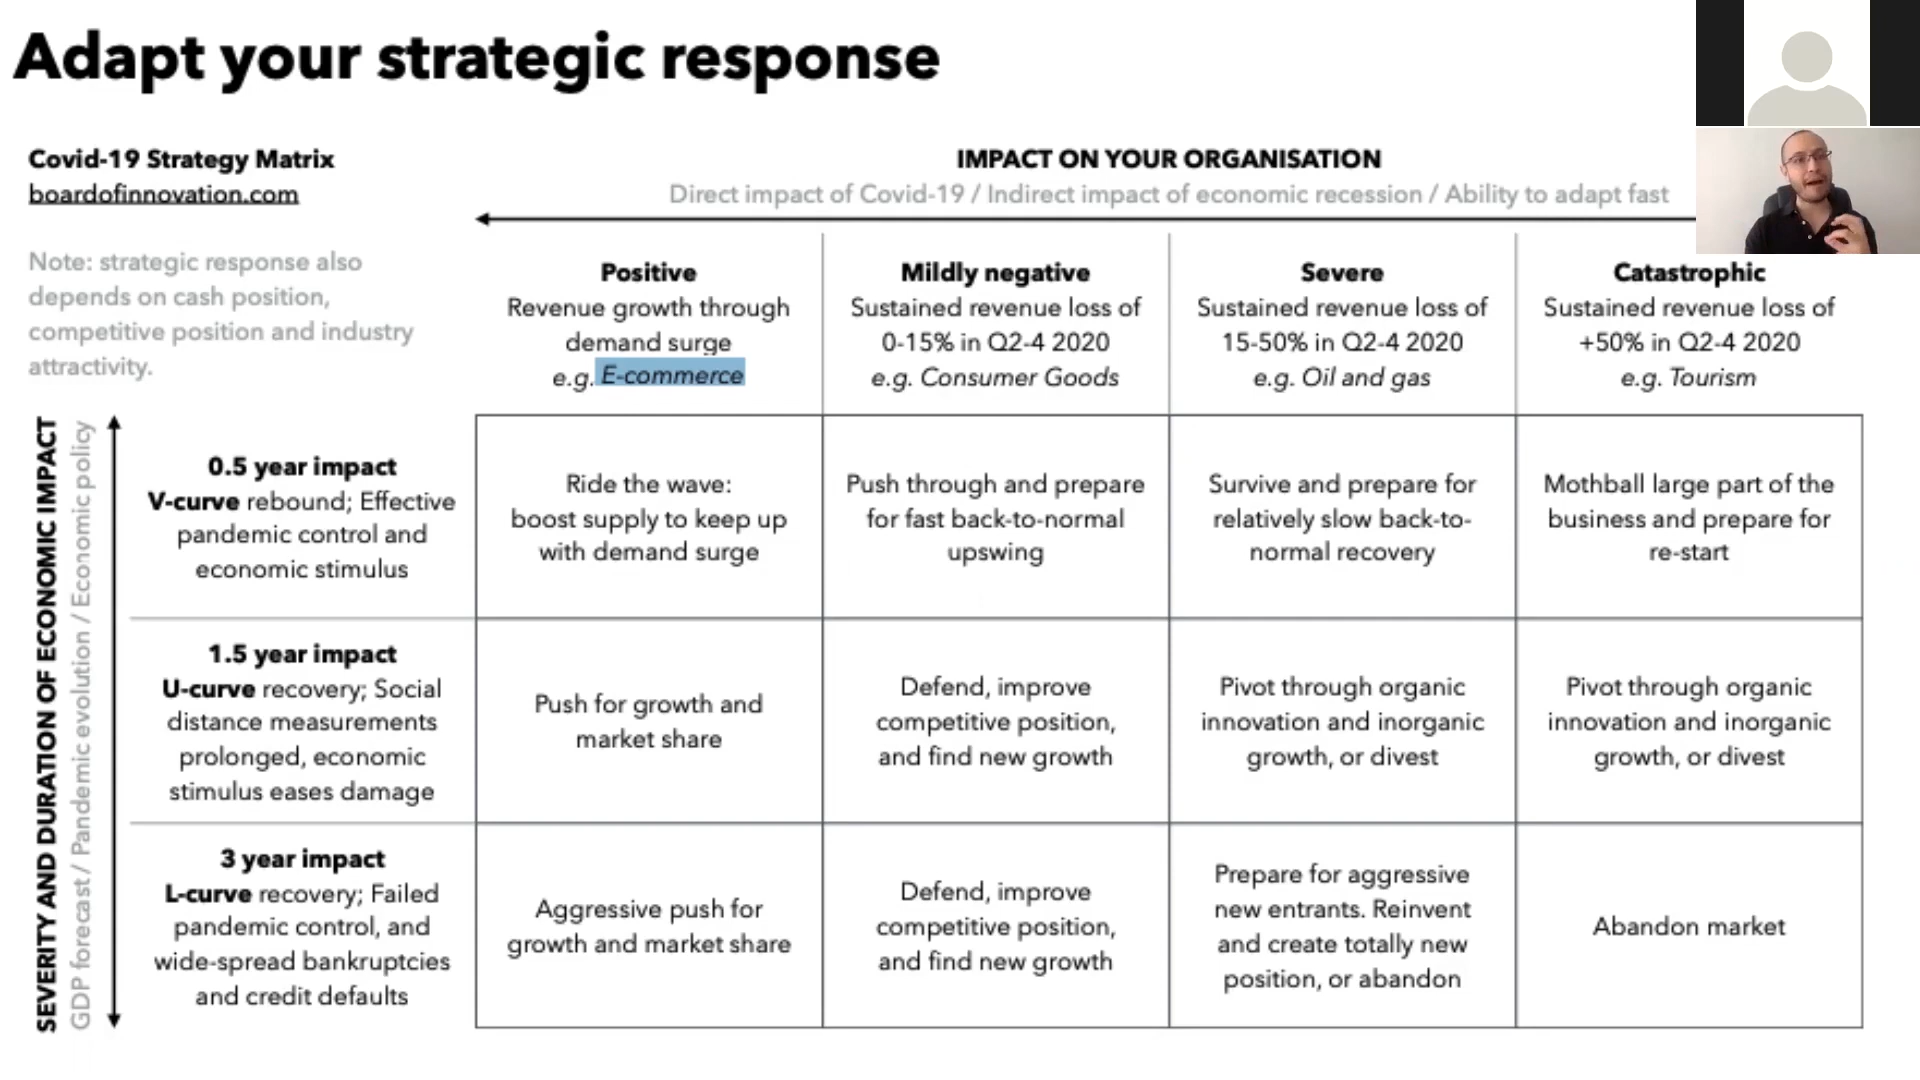 Adapt your strategic response
Covid-19 Strategy Matrix
boardofinnovation.com
Note: strategic response also
depends on cash position,
competitive position and industry
attractivity.
IMPACT ON YOUR ORGANISATION
Direct impact of Covid-19 / Indirect impact of economic recession / Ability to adapt fast
Positive
Revenue growth through
demand surge
e.g. E-commerce
Mildly negative
Sustained revenue loss of
0-15% in Q2-4 2020
e.g. Consumer Goods
Severe
Sustained revenue loss of
15-50% in Q2-4 2020
e.g. Oil and gas
Catastrophic
Sustained revenue loss of
+50% in Q2-4 2020
e.g. Tourism
SEVERITY AND DURATION OF ECONOMIC IMPACT
GDP forecast / Pandemic evolution / Economic policy
0.5 year impact
V-curve rebound; Effective
pandemic control and
economic stimulus
Ride the wave:
boost supply to keep up
with demand surge
Push through and prepare
for fast back-to-normal
upswing
Survive and prepare for
relatively slow back-to-
normal recovery
Mothball large part of the
business and prepare for
re-start
1.5 year impact
U-curve recovery; Social
distance measurements
prolonged, economic
stimulus eases damage
Push for growth and
market share
Defend, improve
competitive position,
and find new growth
Pivot through organic
innovation and inorganic
growth, or divest
Pivot through organic
innovation and inorganic
growth, or divest
3 year impact
L-curve recovery; Failed
pandemic control, and
wide-spread bankruptcies
and credit defaults
Aggressive push for
growth and market share
Defend, improve
competitive position,
and find new growth
Prepare for aggressive
new entrants. Reinvent
and create totally new
position, or abandon
Abandon market